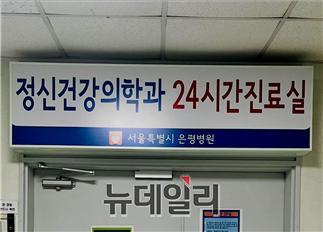 정신건강의학과 24시간진료실
서울특별시 은평병원
뉴데일리